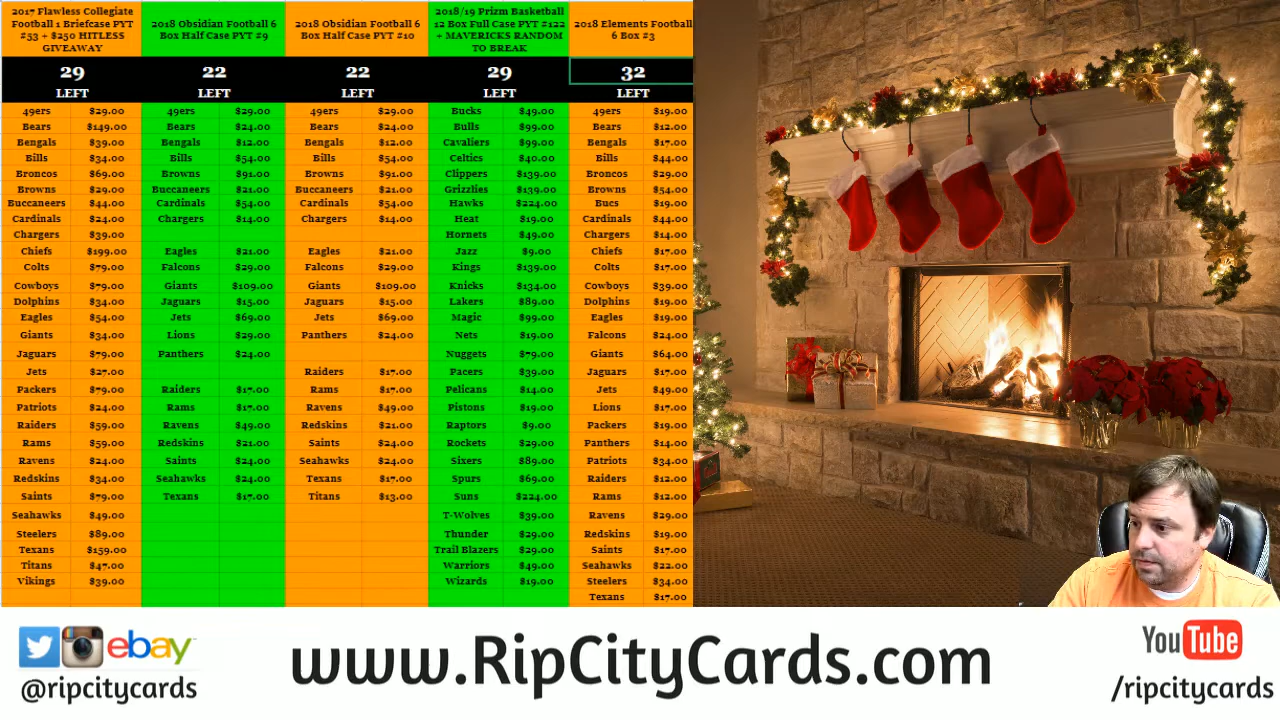 2017 Flawless Collegiate
Football 1 Briefcase PYT
#53 + $250 HITLESS
GIVEAWAY
29
LEFT
49ers $29.00
Bears $149.00
Bengals $39.00
Bills $34.00
Broncos $69.00
Browns $29.00
Buccaneers $44.00
Cardinals $24.00
Chargers $39.00
Chiefs $199.00
Colts $79.00
Cowboys $79.00
Dolphins $34.00
Eagles $54.00
Giants $34.00
Jaguars $79.00
Jets $27.00
Packers $79.00
Patriots $24.00
Raiders $59.00
Rams $59.00
Ravens $24.00
Redskins $34.00
Saints $79.00
Seahawks $49.00
Steelers $89.00
Texans $159.00
Titans $47.00
Vikings $39.00
2018 Obsidian Football 6
Box Half Case PYT #9
22
LEFT
49ers $29.00
Bears $24.00
Bengals $12.00
Bills $54.00
Browns $91.00
Buccaneers $21.00
Cardinals $54.00
Chargers $14.00
Eagles $21.00
Falcons $29.00
Giants $109.00
Jaguars $15.00
Jets $69.00
Lions $29.00
Panthers $24.00
Raiders $17.00
Rams $17.00
Ravens $49.00
Redskins $21.00
Saints $24.00
Seahawks $24.00
Texans $17.00
2018 Obsidian Football 6
Box Half Case PYT #10
22
LEFT
49ers $29.00
Bears $24.00
Bengals $12.00
Bills $54.00
Browns $91.00
Buccaneers $21.00
Cardinals $54.00
Chargers $14.00
Eagles $21.00
Falcons $29.00
Giants $109.00
Jaguars $15.00
Jets $69.00
Panthers $24.00
Raiders $17.00
Rams $17.00
Ravens $49.00
Redskins $21.00
Saints $24.00
Seahawks $24.00
Texans $17.00
Titans $13.00
2018/19 Prizm Basketball
12 Box Full Case PYT #122
+ MAVERICKS RANDOM
TO BREAK
29
LEFT
Bucks $49.00
Bulls $99.00
Cavaliers $99.00
Celtics $40.00
Clippers $139.00
Grizzlies $139.00
Hawks $224.00
Heat $19.00
Hornets $49.00
Jazz $9.00
Kings $139.00
Knicks $134.00
Lakers $89.00
Magic $99.00
Nets $19.00
Nuggets $79.00
Pacers $39.00
Pelicans $14.00
Pistons $19.00
Raptors $9.00
Rockets $29.00
Sixers $89.00
Spurs $69.00
Suns $224.00
T-Wolves $39.00
Thunder $29.00
Trail Blazers $29.00
Warriors $49.00
Wizards $19.00
2018 Elements Football
6 Box #3
32
LEFT
49ers $19.00
Bears $12.00
Bengals $17.00
Bills $44.00
Broncos $29.00
Browns $54.00
Bucs $19.00
Cardinals $44.00
Chargers $14.00
Chiefs $17.00
Colts $17.00
Cowboys $39.00
Dolphins $19.00
Eagles $19.00
Falcons $24.00
Giants $64.00
Jaguars $17.00
Jets $49.00
Lions $17.00
Packers $19.00
Panthers $14.00
Patriots $34.00
Raiders $12.00
Rams $12.00
Ravens $29.00
Redskins $19.00
Saints $17.00
Seahawks $22.00
Steelers $34.00
Texans $17.00
ebay
@ripcitycards
www.RipCityCards.com
YouTube
/ripcitycards